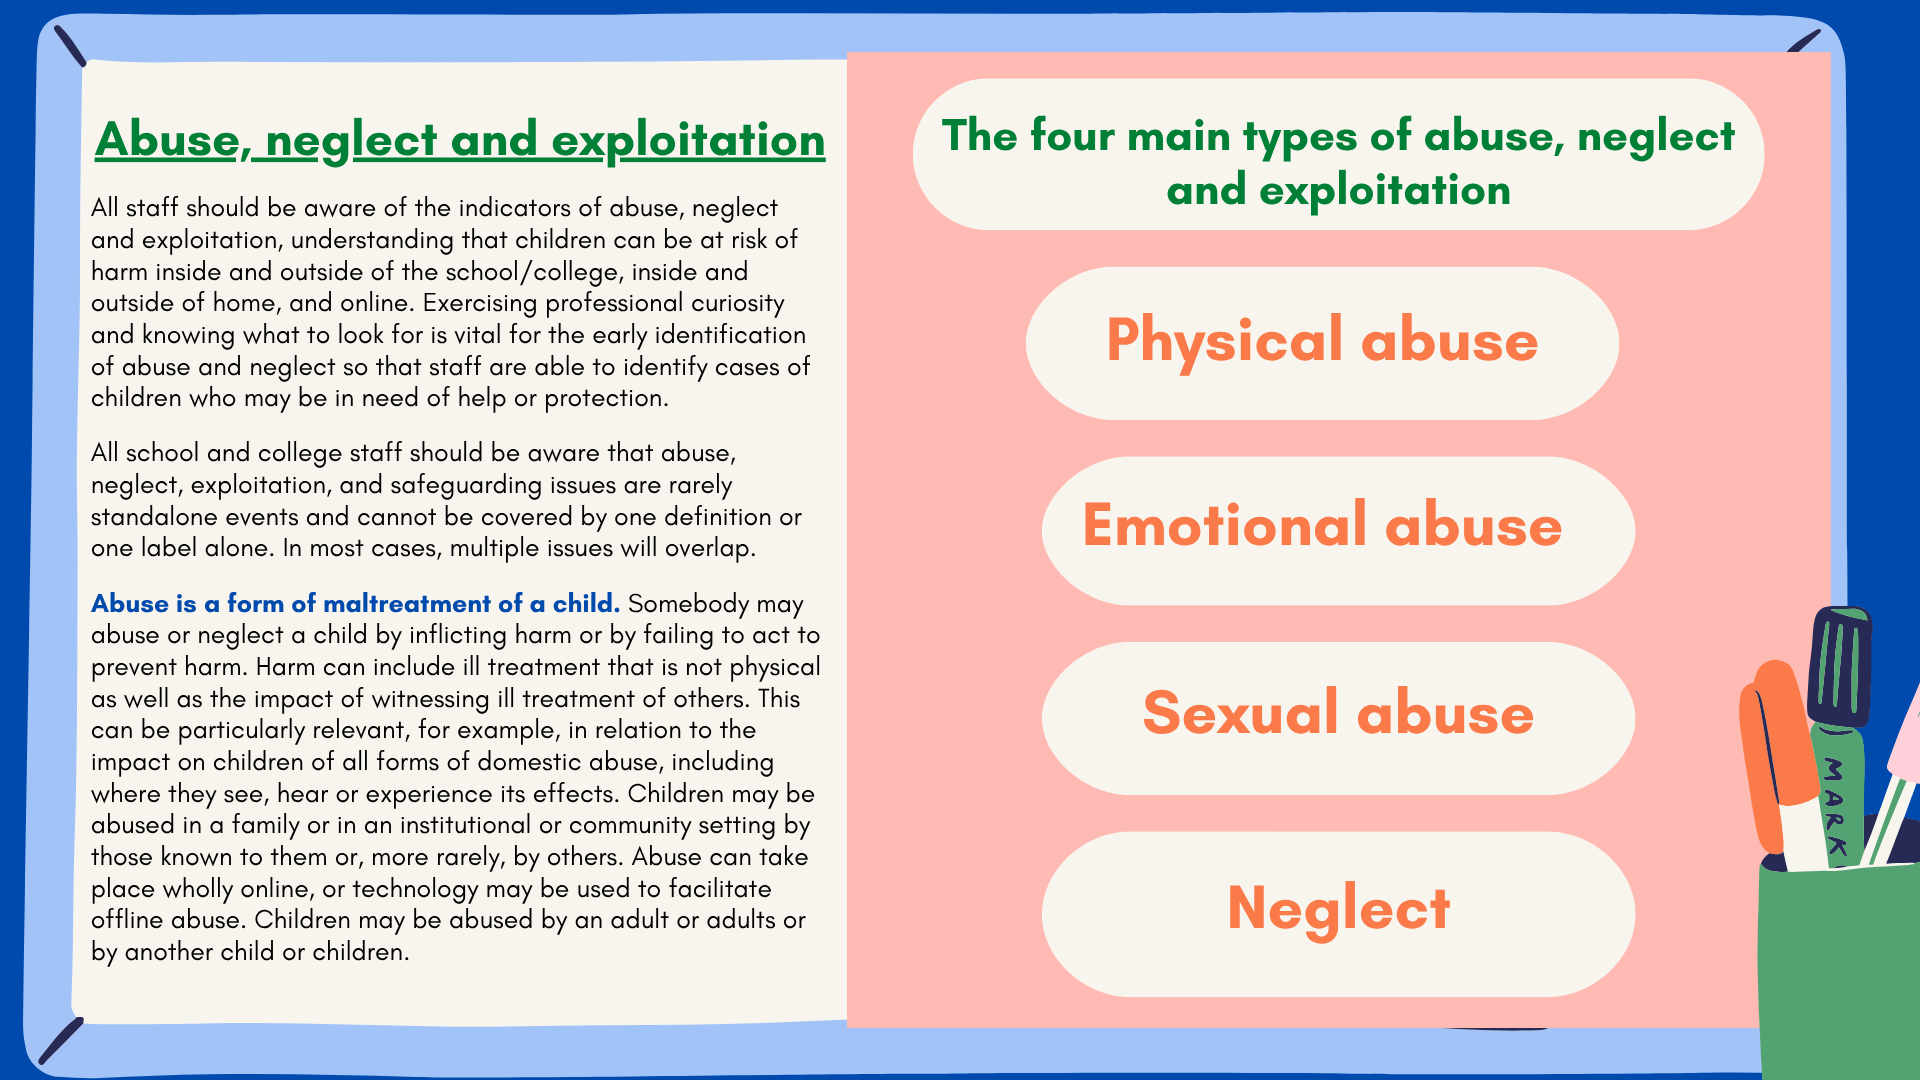 Abuse, neglect and exploitation
All staff should be aware of the indicators of abuse, neglect
and exploitation, understanding that children can be at risk of
harm inside and outside of the school/college, inside and
outside of home, and online. Exercising professional curiosity
and knowing what to look for is vital for the early identification
of abuse and neglect so that staff are able to identify cases of
children who may be in need of help or protection.
All school and college staff should be aware that abuse,
neglect, exploitation, and safeguarding issues are rarely
standalone events and cannot be covered by one definition or
one label alone. In most cases, multiple issues will overlap.
Abuse is a form of maltreatment of a child. Somebody may
abuse or neglect a child by inflicting harm or by failing to act to
prevent harm. Harm can include ill treatment that is not physical
as well as the impact of witnessing ill treatment of others. This
can be particularly relevant, for example, in relation to the
impact on children of all forms of domestic abuse, including
where they see, hear or experience its effects. Children may be
abused in a family or in an institutional or community setting by
those known to them or, more rarely, by others. Abuse can take
place wholly online, or technology may be used to facilitate
offline abuse. Children may be abused by an adult or adults or
by another child or children.
The four main types of abuse, neglect
and exploitation
Physical abuse
Emotional abuse
Sexual abuse
Neglect
MARK